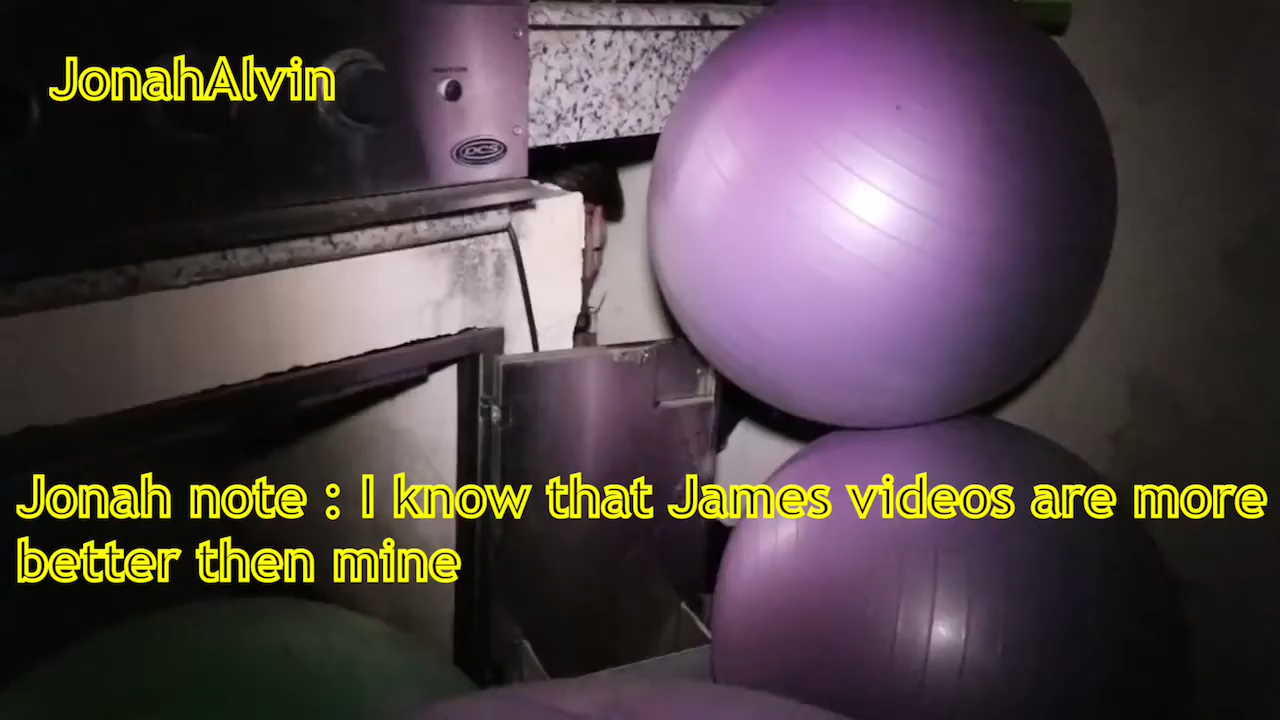 JonahAlvin
DCS
Jonah note : I know that James videos are more
better then mine